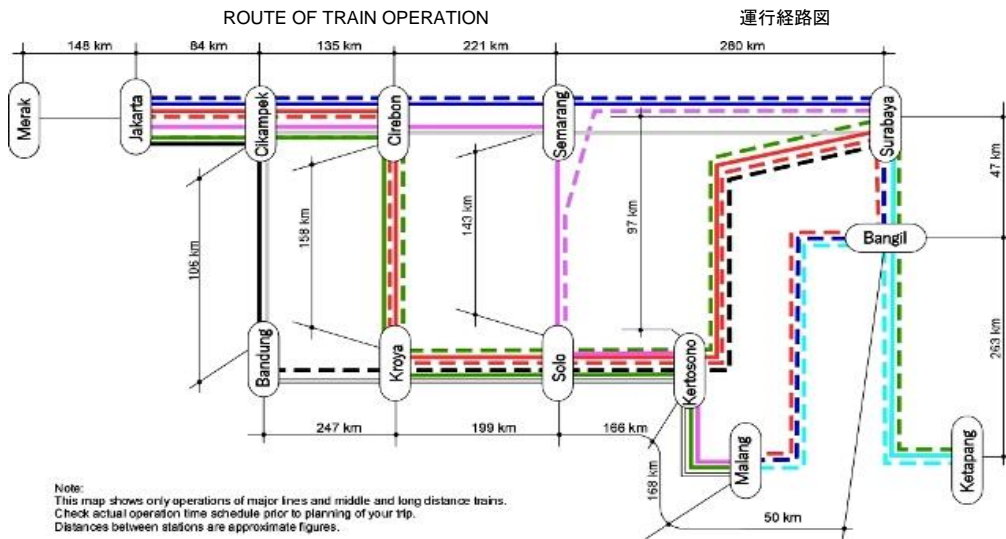 ROUTE OF TRAIN OPERATION 運行経路図
148 km 84 km 135 km 221 km 280 km
Merak
Jakarta
Cikampek
Cirebon
Semarang
Surabaya
47 km
106 km
158 km
143 km
97 km
Bangil
263 km
Bandung
Kroya
Solo
Kertosono
Malang
Ketapang
247 km 199 km 166 km
168 km
50 km
Note:
This map shows only operations of major lines and middle and long distance trains.
Check actual operation time schedule prior to planning of your trip.
Distances between stations are approximate figures.